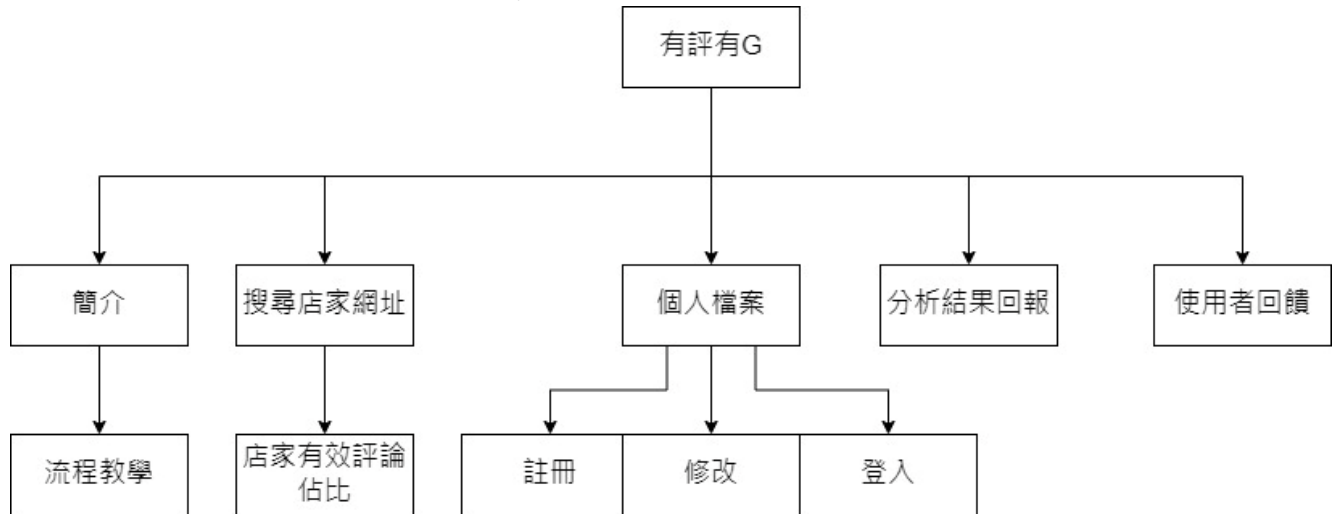 有評有G
簡介
搜尋店家網址
個人檔案
分析結果回報
使用者回饋
流程教學
店家有效評論
佔比
註冊
修改
登入